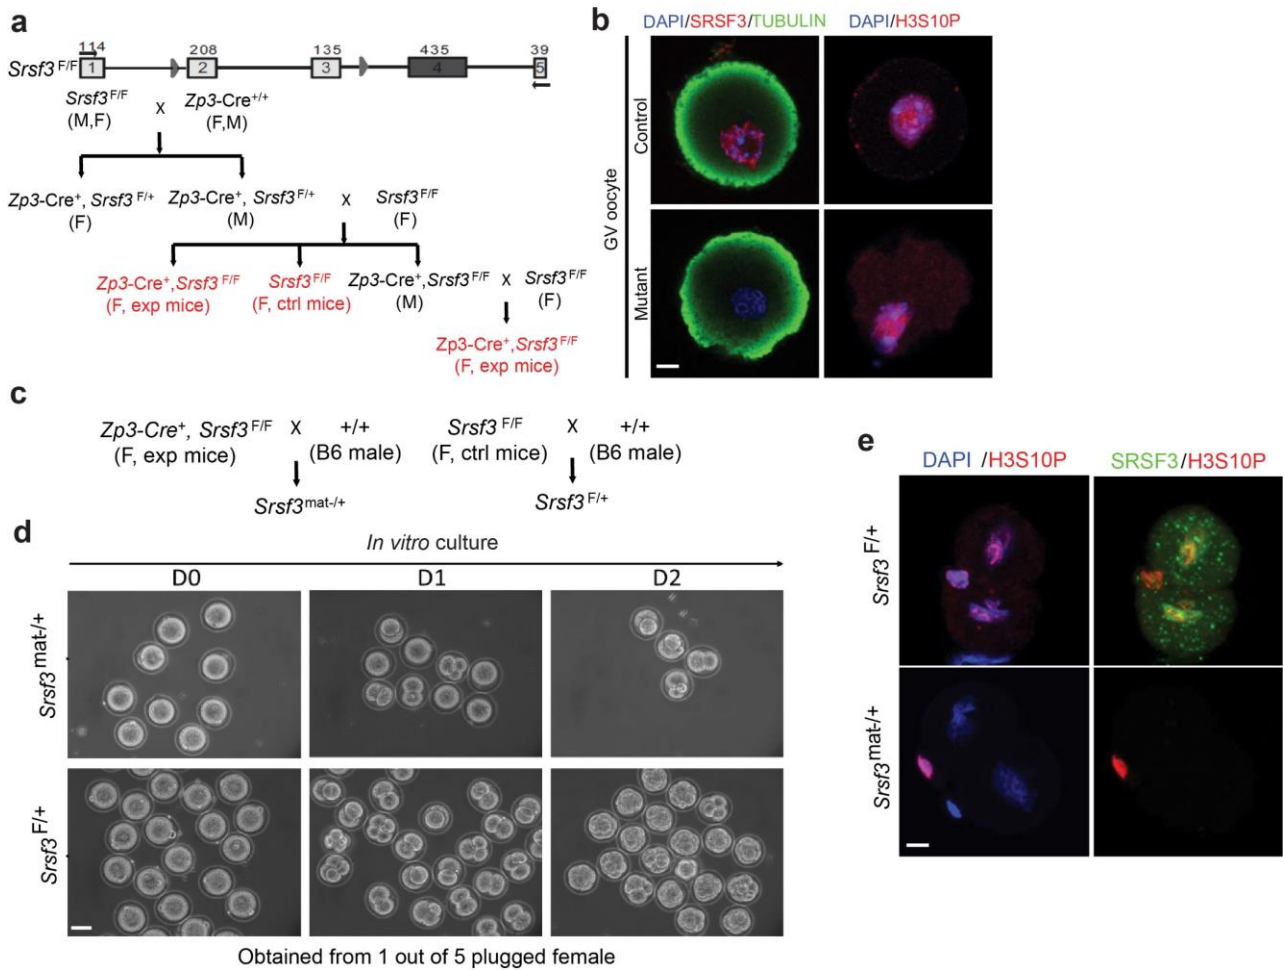 a
114 208 135 435 39
Srsf3 F/F 1 2 3 4 5
Srsf3 F/F X Zp3-Cre+/+
(M,F) (F,M)
Zp3-Cre+, Srsf3 F/+ Zp3-Cre+, Srsf3 F/+ X Srsf3 F/F
(F) (M) (F)
Zp3-Cre+,Srsf3 F/F Srsf3 F/F Zp3-Cre+,Srsf3 F/F X Srsf3 F/F
(F, exp mice) (F, ctrl mice) (M) (F)
Zp3-Cre+,Srsf3 F/F
(F, exp mice)
b
DAPI/SRSF3/TUBULIN DAPI/H3S10P
GV oocyte
Control
Mutant
c
Zp3-Cre+, Srsf3 F/F X +/+ Srsf3 F/F X +/+
(F, exp mice) (B6 male) (F, ctrl mice) (B6 male)
Srsf3 mat-/+ Srsf3 F/+
d
In vitro culture
D0 D1 D2
Srsf3 mat-/+
Srsf3 F/+
Obtained from 1 out of 5 plugged female
e
DAPI /H3S10P SRSF3/H3S10P
Srsf3 F/+
Srsf3 mat-/+